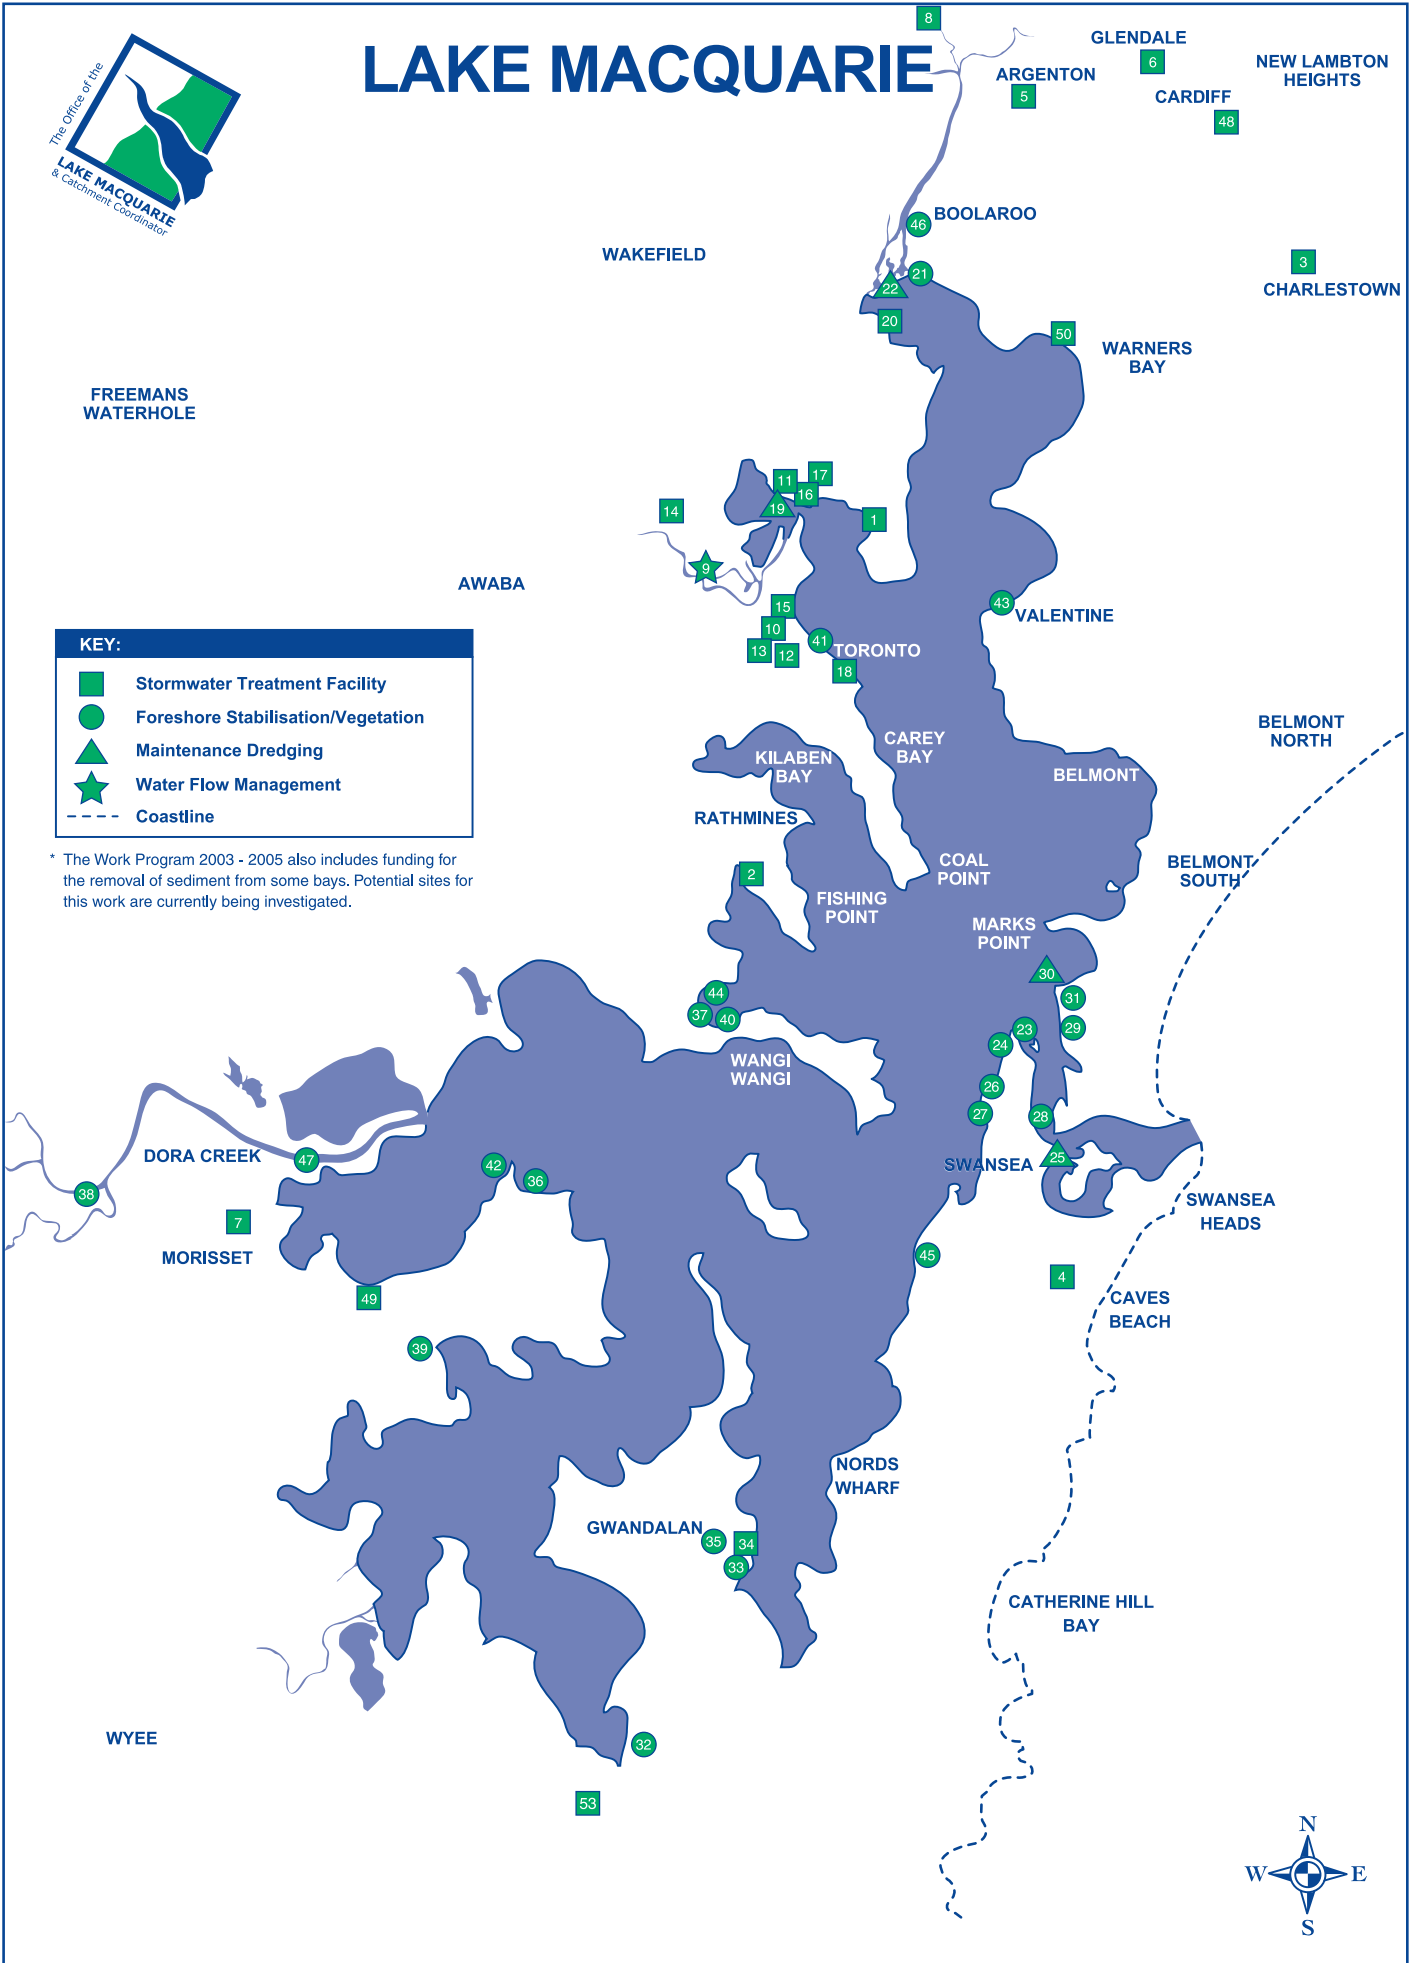 LAKE MACQUARIE
The Office of the
LAKE MACQUARIE
& Catchment Coordinator
8
GLENDALE
6
ARGENTON
5
NEW LAMBTON
HEIGHTS
CARDIFF
48
46
BOOLAROO
WAKEFIELD
21
22
3
CHARLESTOWN
20
50
WARNERS
BAY
FREEMANS
WATERHOLE
17
11
16
19
14
1
9
AWABA
15
43
VALENTINE
10
41
TORONTO
13
12
18
KEY:
Stormwater Treatment Facility
Foreshore Stabilisation/Vegetation
Maintenance Dredging
Water Flow Management
Coastline
* The Work Program 2003 - 2005 also includes funding for
the removal of sediment from some bays. Potential sites for
this work are currently being investigated.
BELMONT
NORTH
CAREY
BAY
KILABEN
BAY
BELMONT
RATHMINES
COAL
POINT
BELMONT
SOUTH
2
FISHING
POINT
MARKS
POINT
30
44
31
37
40
23
29
24
WANGI
WANGI
26
27
28
DORA CREEK
47
42
SWANSEA
25
36
38
SWANSEA
HEADS
7
MORISSET
45
4
49
CAVES
BEACH
39
NORDS
WHARF
GWANDALAN
35
34
33
CATHERINE HILL
BAY
WYEE
32
53
N
W
E
S